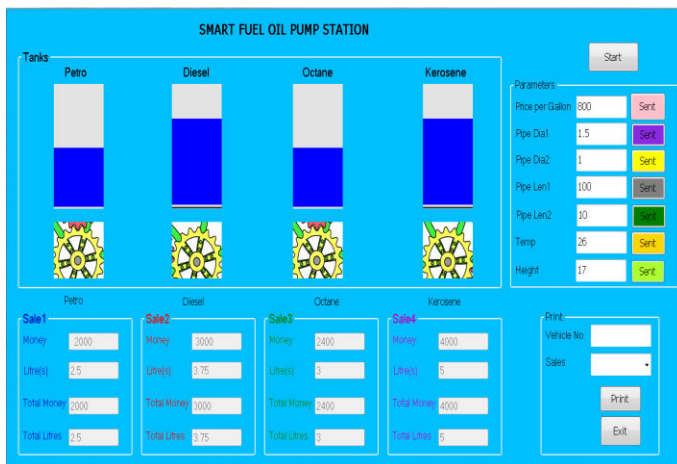 SMART FUEL OIL PUMP STATION
Start
Tanks
Petro Diesel Octane Kerosene
Parameters
Price per Gallon 800 Sent
Pipe Dia1 1.5 Sent
Pipe Dia2 1 Sent
Pipe Len1 100 Sent
Pipe Len2 10 Sent
Temp 26 Sent
Height 17 Sent
Petro Diesel Octane Kerosene
Sale1
Money 2000
Litre(s) 2.5
Total Money 2000
Total Litres 2.5
Sale2
Money 3000
Litre(s) 3.75
Total Money 3000
Total Litres 3.75
Sale3
Money 2400
Litre(s) 3
Total Money 2400
Total Litres 3
Sale4
Money 4000
Litre(s) 5
Total Money 4000
Total Litres 5
Print
Vehicle No.
Sales
Print
Exit